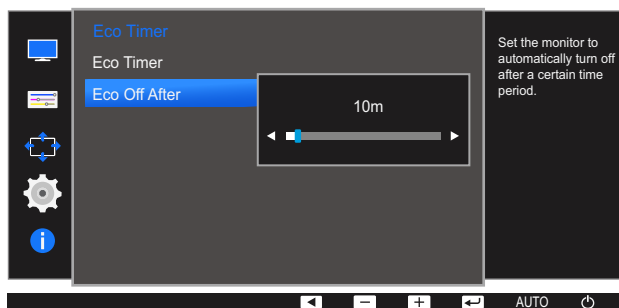 Eco Timer
Eco Timer
Eco Off After
10m
Set the monitor to
automatically turn off
after a certain time
period.
AUTO